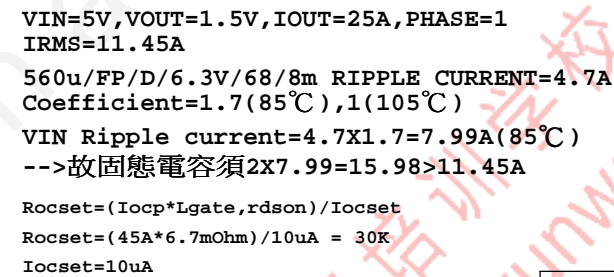 VIN=5V,VOUT=1.5V,IOUT=25A,PHASE=1
IRMS=11.45A
560u/FP/D/6.3V/68/8m RIPPLE CURRENT=4.7A
Coefficient=1.7(85℃),1(105℃)
VIN Ripple current=4.7X1.7=7.99A(85℃)
-->故固態電容須2X7.99=15.98>11.45A
Rocset=(Iocp*Lgate,rdson)/Iocset
Rocset=(45A*6.7mOhm)/10uA = 30K
Iocset=10uA